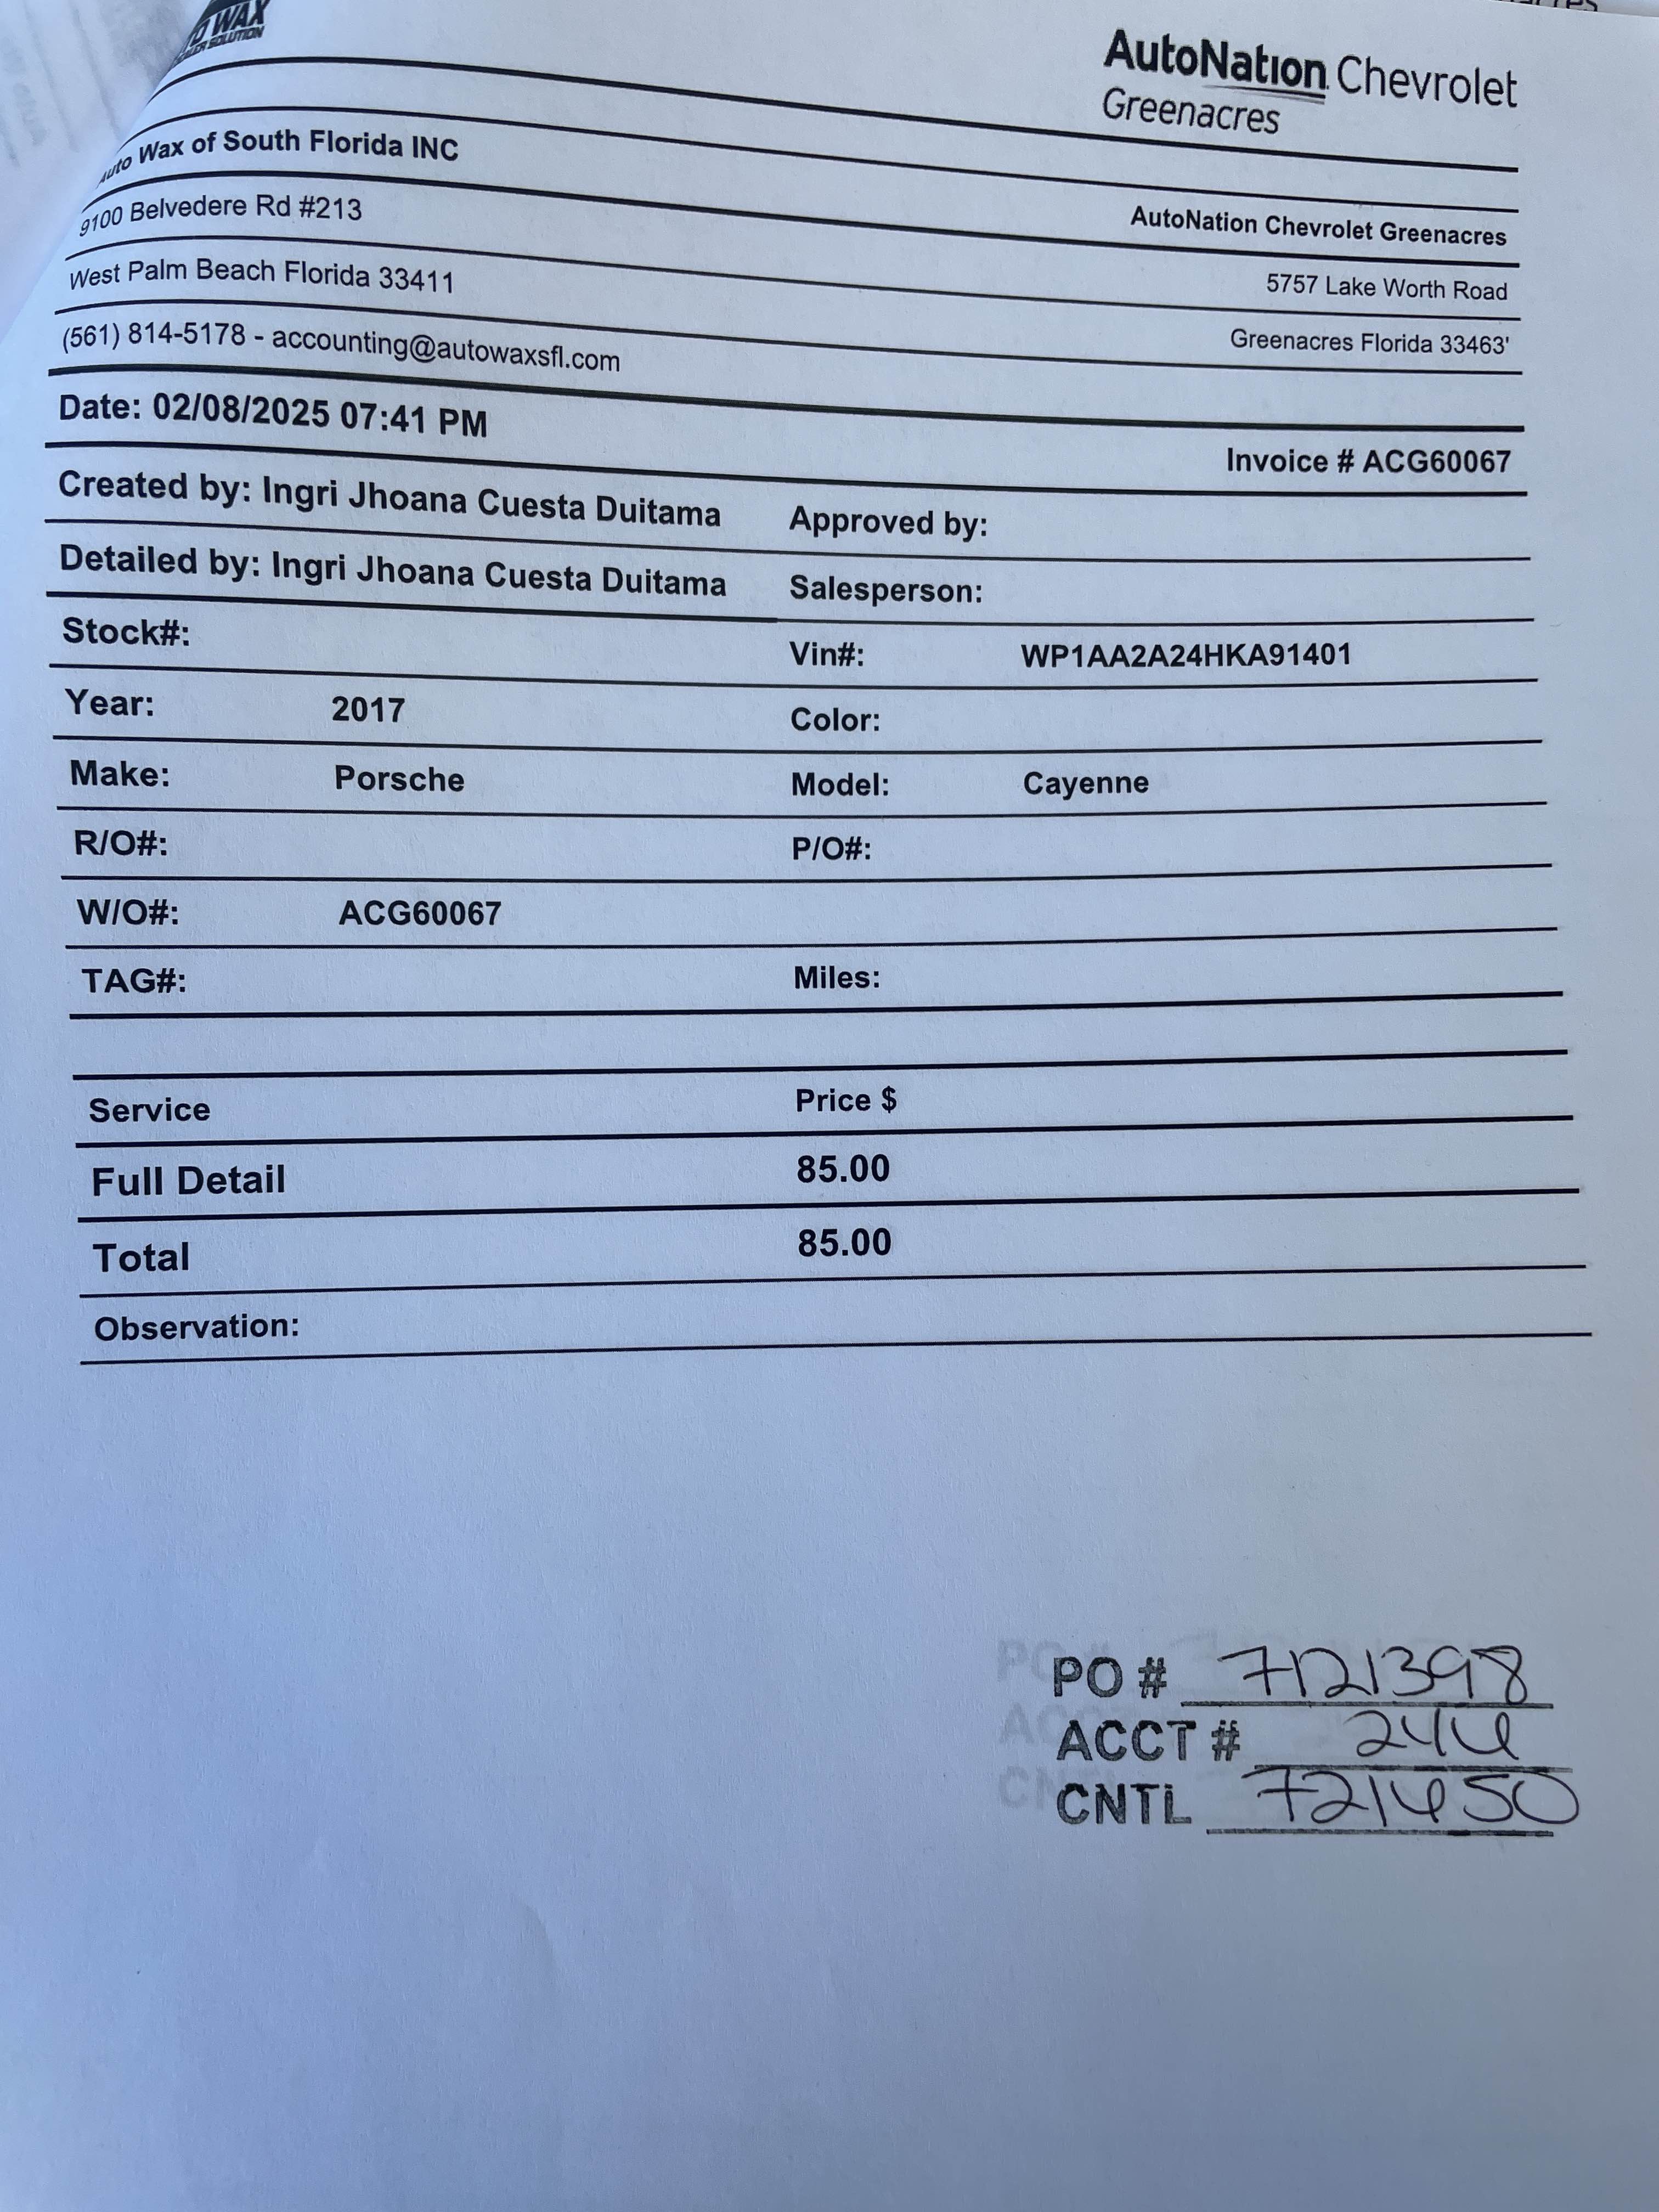 WAX
SOLUTION
AutoNation Chevrolet
Greenacres
Auto Wax of South Florida INC
AutoNation Chevrolet Greenacres
9100 Belvedere Rd #213
5757 Lake Worth Road
West Palm Beach Florida 33411
Greenacres Florida 33463'
(561) 814-5178 - accounting@autowaxsfl.com
Date: 02/08/2025 07:41 PM
Invoice # ACG60067
Created by: Ingri Jhoana Cuesta Duitama Approved by:
Detailed by: Ingri Jhoana Cuesta Duitama Salesperson:
Stock#: Vin#: WP1AA2A24HKA91401
Year: 2017 Color:
Make: Porsche Model: Cayenne
R/O#: P/O#:
W/O#: ACG60067
TAG#: Miles:
Service Price $
Full Detail 85.00
Total 85.00
Observation:
PO # 7121398
ACCT #
CNTL